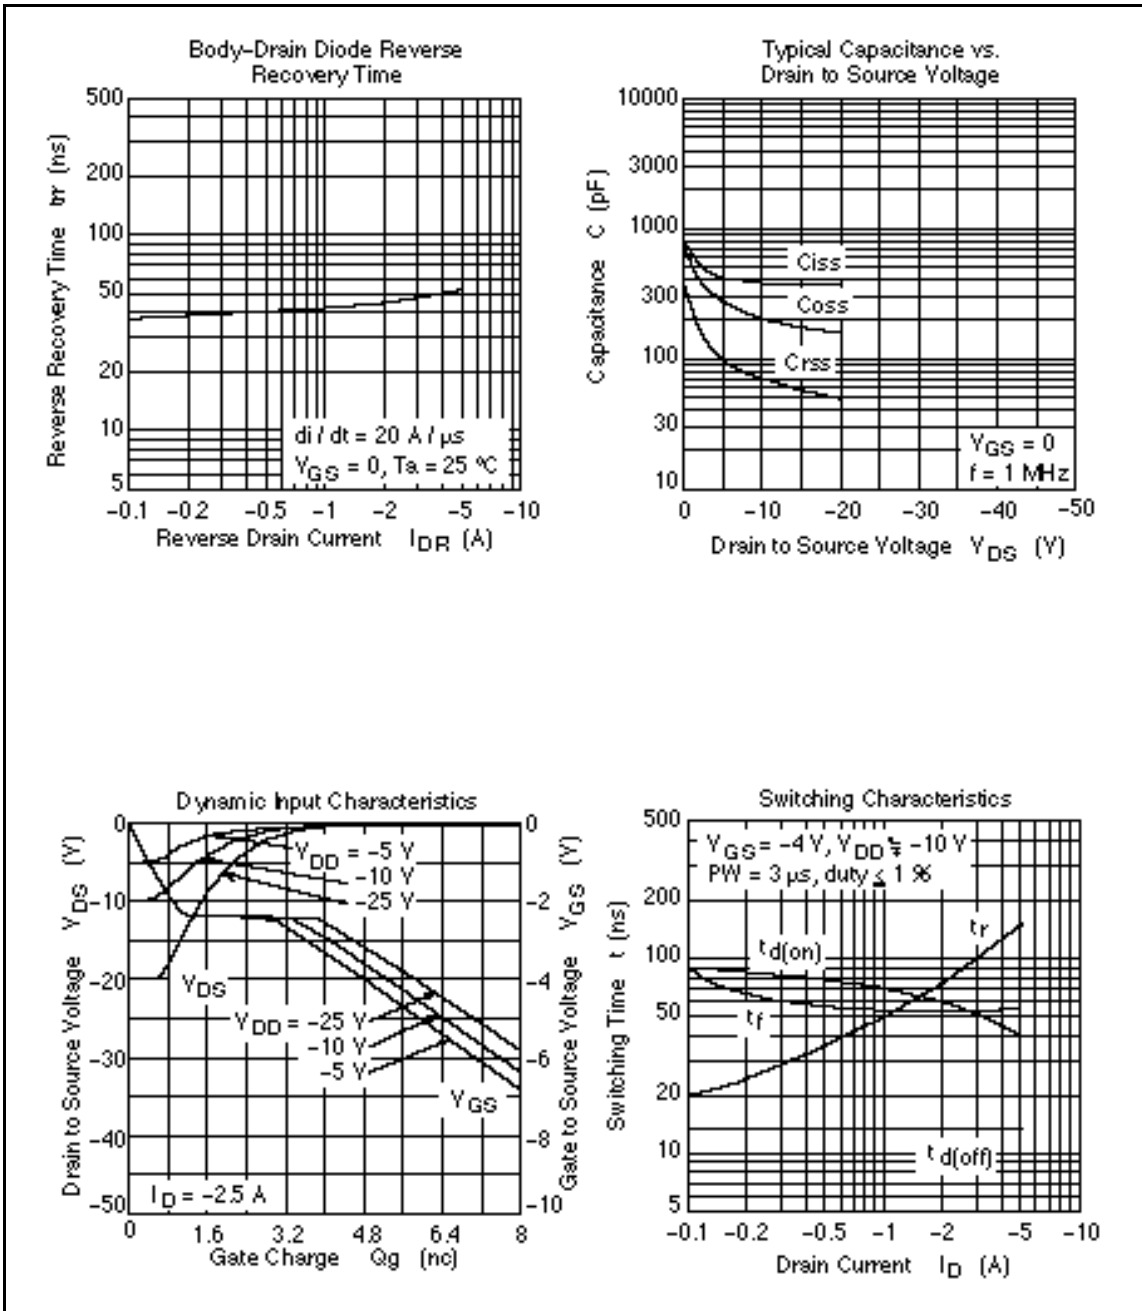 Body–Drain Diode Reverse
Recovery Time
500
200
100
50
20
10
5
Reverse Recovery Time trr (ns)
di / dt = 20 A / µs
VGS = 0, Ta = 25 °C
–0.1 –0.2 –0.5 –1 –2 –5 –10
Reverse Drain Current IDR (A)
Typical Capacitance vs.
Drain to Source Voltage
10000
3000
1000
300
100
30
10
Capacitance C (pF)
Ciss
Coss
Crss
VGS = 0
f = 1 MHz
0 –10 –20 –30 –40 –50
Drain to Source Voltage VDS (V)
Dynamic Input Characteristics
0
–10
–20
–30
–40
–50
Drain to Source Voltage VDS (V)
VDD = –5 V
–10 V
–25 V
VDS
VDD = –25 V
–10 V
–5 V
VGS
ID = –2.5 A
0
–2
–4
–6
–8
–10
Gate to Source Voltage VGS (V)
0 1.6 3.2 4.8 6.4 8
Gate Charge Qg (nc)
Switching Characteristics
500
200
100
50
20
10
5
Switching Time t (ns)
VGS = –4 V, VDD = –10 V
PW = 3 µs, duty ≤ 1 %
tr
td(on)
tf
td(off)
–0.1 –0.2 –0.5 –1 –2 –5 –10
Drain Current ID (A)